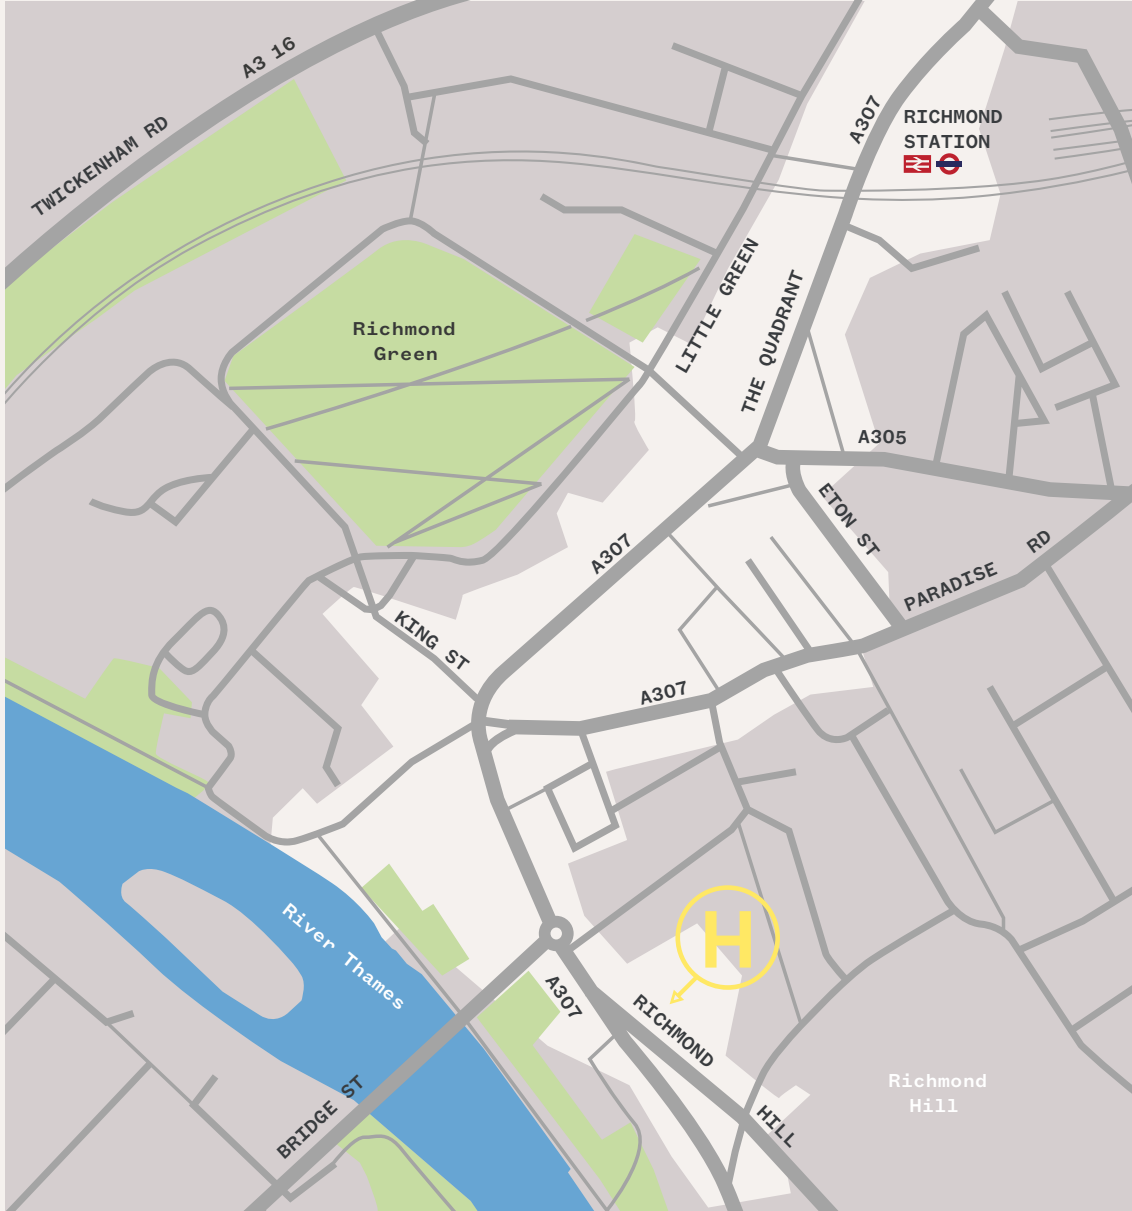 A3 16
TWICKENHAM RD
A307
RICHMOND
STATION
LITTLE GREEN
THE QUADRANT
Richmond
Green
A305
ETON ST
A307
PARADISE RD
KING ST
A307
River Thames
H
A307
RICHMOND HILL
BRIDGE ST
Richmond
Hill